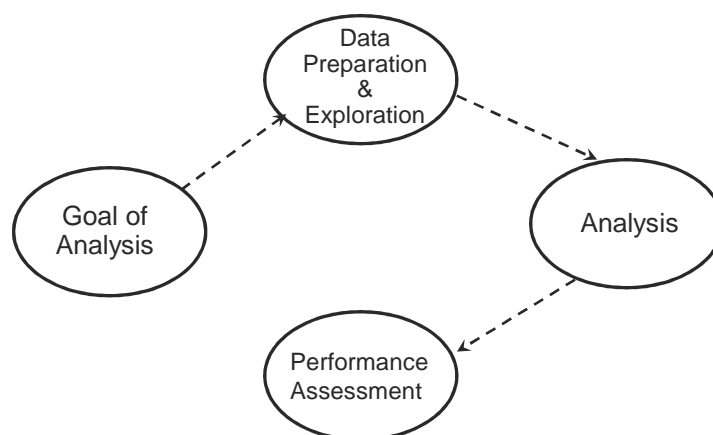 Data
Preparation
&
Exploration
Goal of
Analysis
Analysis
Performance
Assessment